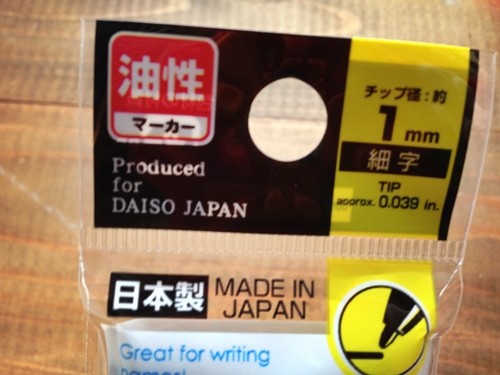 油性
マーカー
Produced
for
DAISO JAPAN
チップ径:約
1mm
細字
TIP
approx. 0.039 in.
日本製
MADE IN
JAPAN
Great for writing
names!